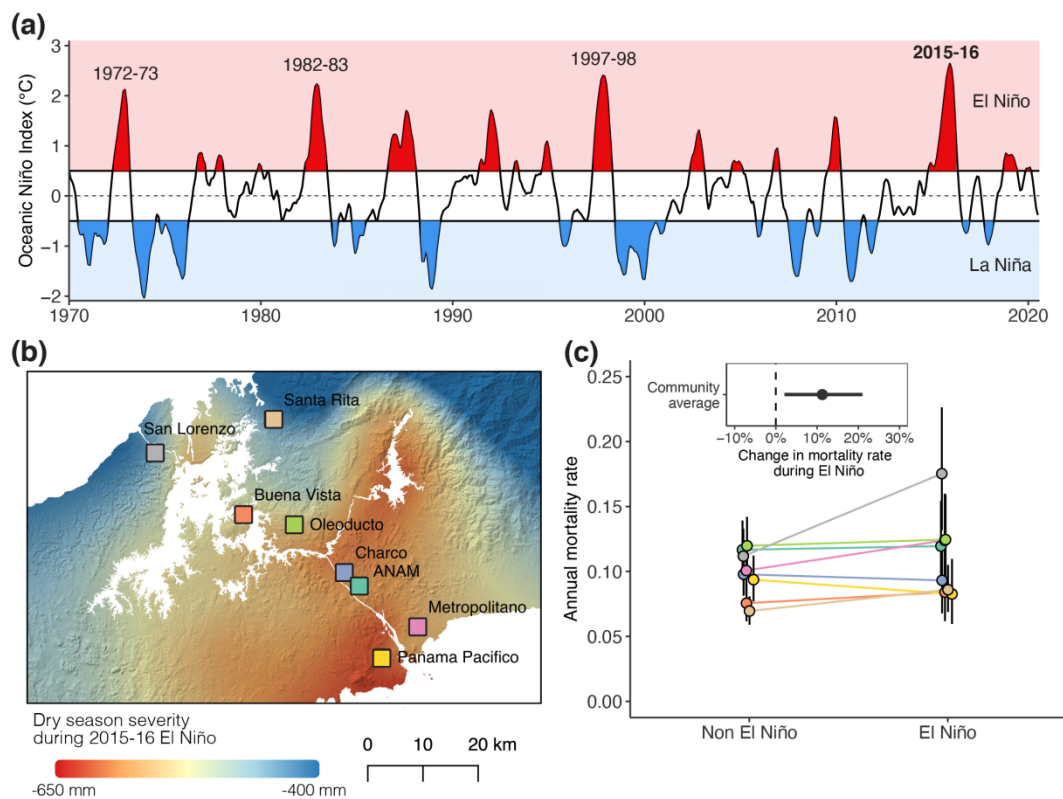 (a)
3
2
1
0
−1
−2
Oceanic Niño Index (°C)
1972-73
1982-83
1997-98
2015-16
El Niño
La Niña
1970
1980
1990
2000
2010
2020
(b)
San Lorenzo
Santa Rita
Buena Vista
Oleoducto
Charco
ANAM
Metropolitano
Panama Pacifico
Dry season severity
during 2015-16 El Niño
-650 mm
-400 mm
0 10 20 km
(c)
Community
average
−10% 0% 10% 20% 30%
Change in mortality rate
during El Niño
0.25
0.20
0.15
0.10
0.05
0.00
Annual mortality rate
Non El Niño
El Niño